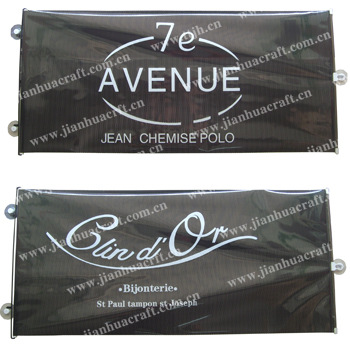 7e
AVENUE
JEAN CHEMISE POLO
Clin d'Or
•Bijonterie•
St Paul tampon st Joseph
www.jianhuacraft.com.cn